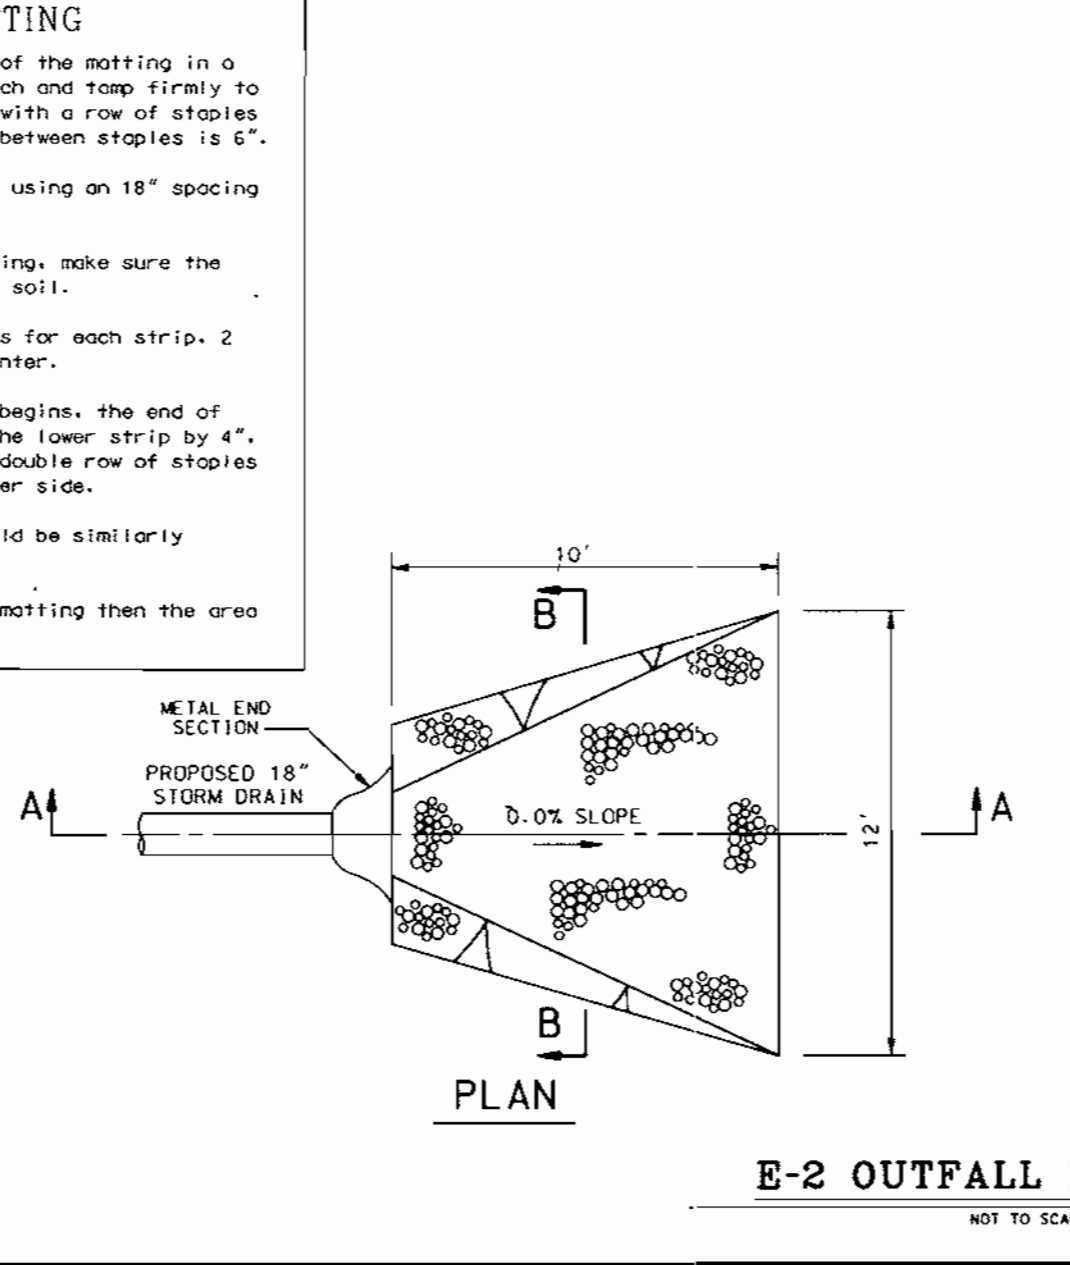 TING
of the matting in a
ch and tamp firmly to
with a row of staples
between staples is 6".
using an 18" spacing
ing, make sure the
soil.
s for each strip. 2
nter.
begins, the end of
he lower strip by 4".
double row of staples
er side.
ld be similarly
matting then the area
10'
B
METAL END
SECTION
PROPOSED 18"
STORM DRAIN
A
0.0% SLOPE
12'
A
B
PLAN
E-2 OUTFALL
NOT TO SCA